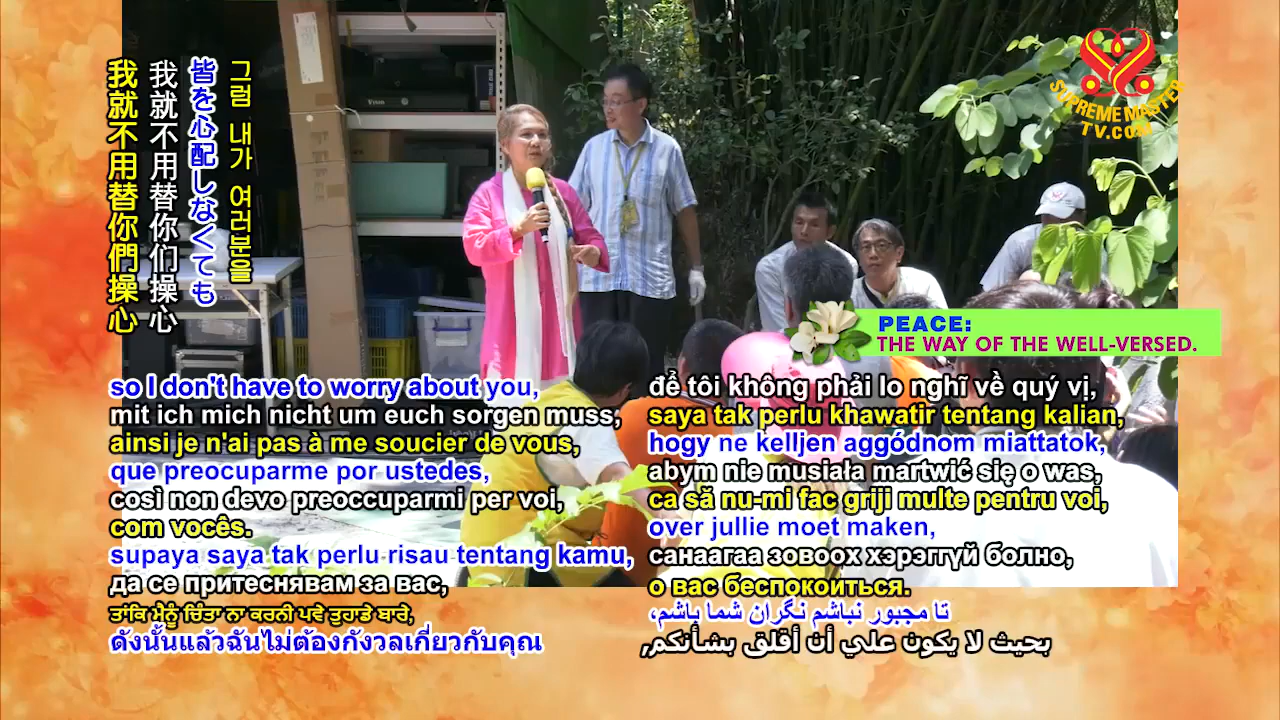 我就不用替你們操心
我就不用替你们操心
皆を心配しなくても
그럼 내가 여러분을
SUPREME MASTER
TV.COM
PEACE:
THE WAY OF THE WELL-VERSED.
so I don't have to worry about you,
mit ich mich nicht um euch sorgen muss,
ainsi je n'ai pas à me soucier de vous,
que preocuparme por ustedes,
così non devo preoccuparmi per voi,
com vocês.
supaya saya tak perlu risau tentang kamu,
да се притеснявам за вас,
ਤਾਂਕਿ ਮੈਨੂੰ ਚਿੰਤਾ ਨਾ ਕਰਨੀ ਪਵੇ ਤੁਹਾਡੇ ਬਾਰੇ,
ดังนั้นแล้วฉันไม่ต้องกังวลเกี่ยวกับคุณ
để tôi không phải lo nghĩ về quý vị,
saya tak perlu khawatir tentang kalian,
hogy ne kelljen aggódnom miattatok,
abym nie musiała martwić się o was,
ca să nu-mi fac griji multe pentru voi,
over jullie moet maken,
санаагаа зовоох хэрэггүй болно,
о вас беспокоиться.
تا مجبور نباشم نگران شما باشم،
بحيث لا يكون علي أن أقلق بشأنكم,